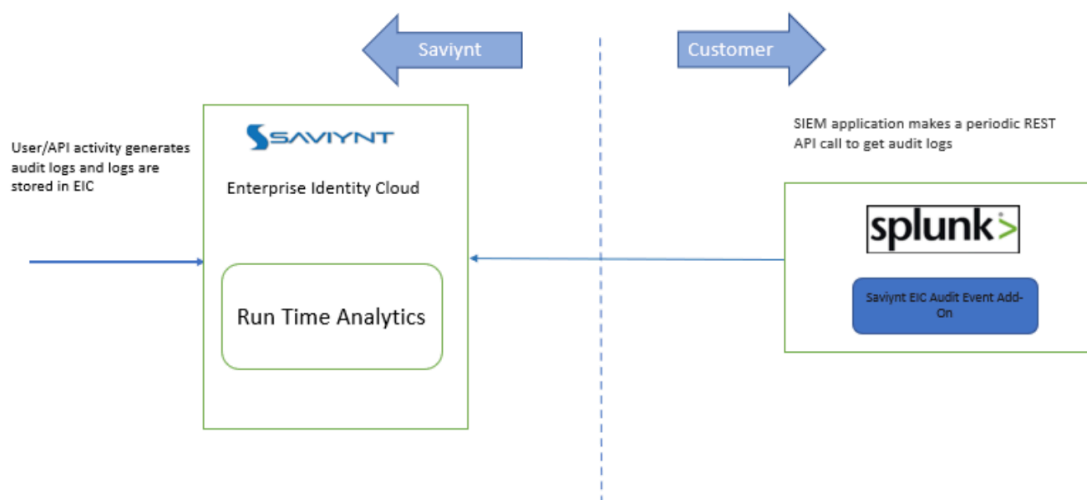 Saviynt
Customer
User/API activity generates
audit logs and logs are
stored in EIC
SAVIYNT
Enterprise Identity Cloud
Run Time Analytics
SIEM application makes a periodic REST
API call to get audit logs
splunk>
Saviynt EIC Audit Event Add-
On